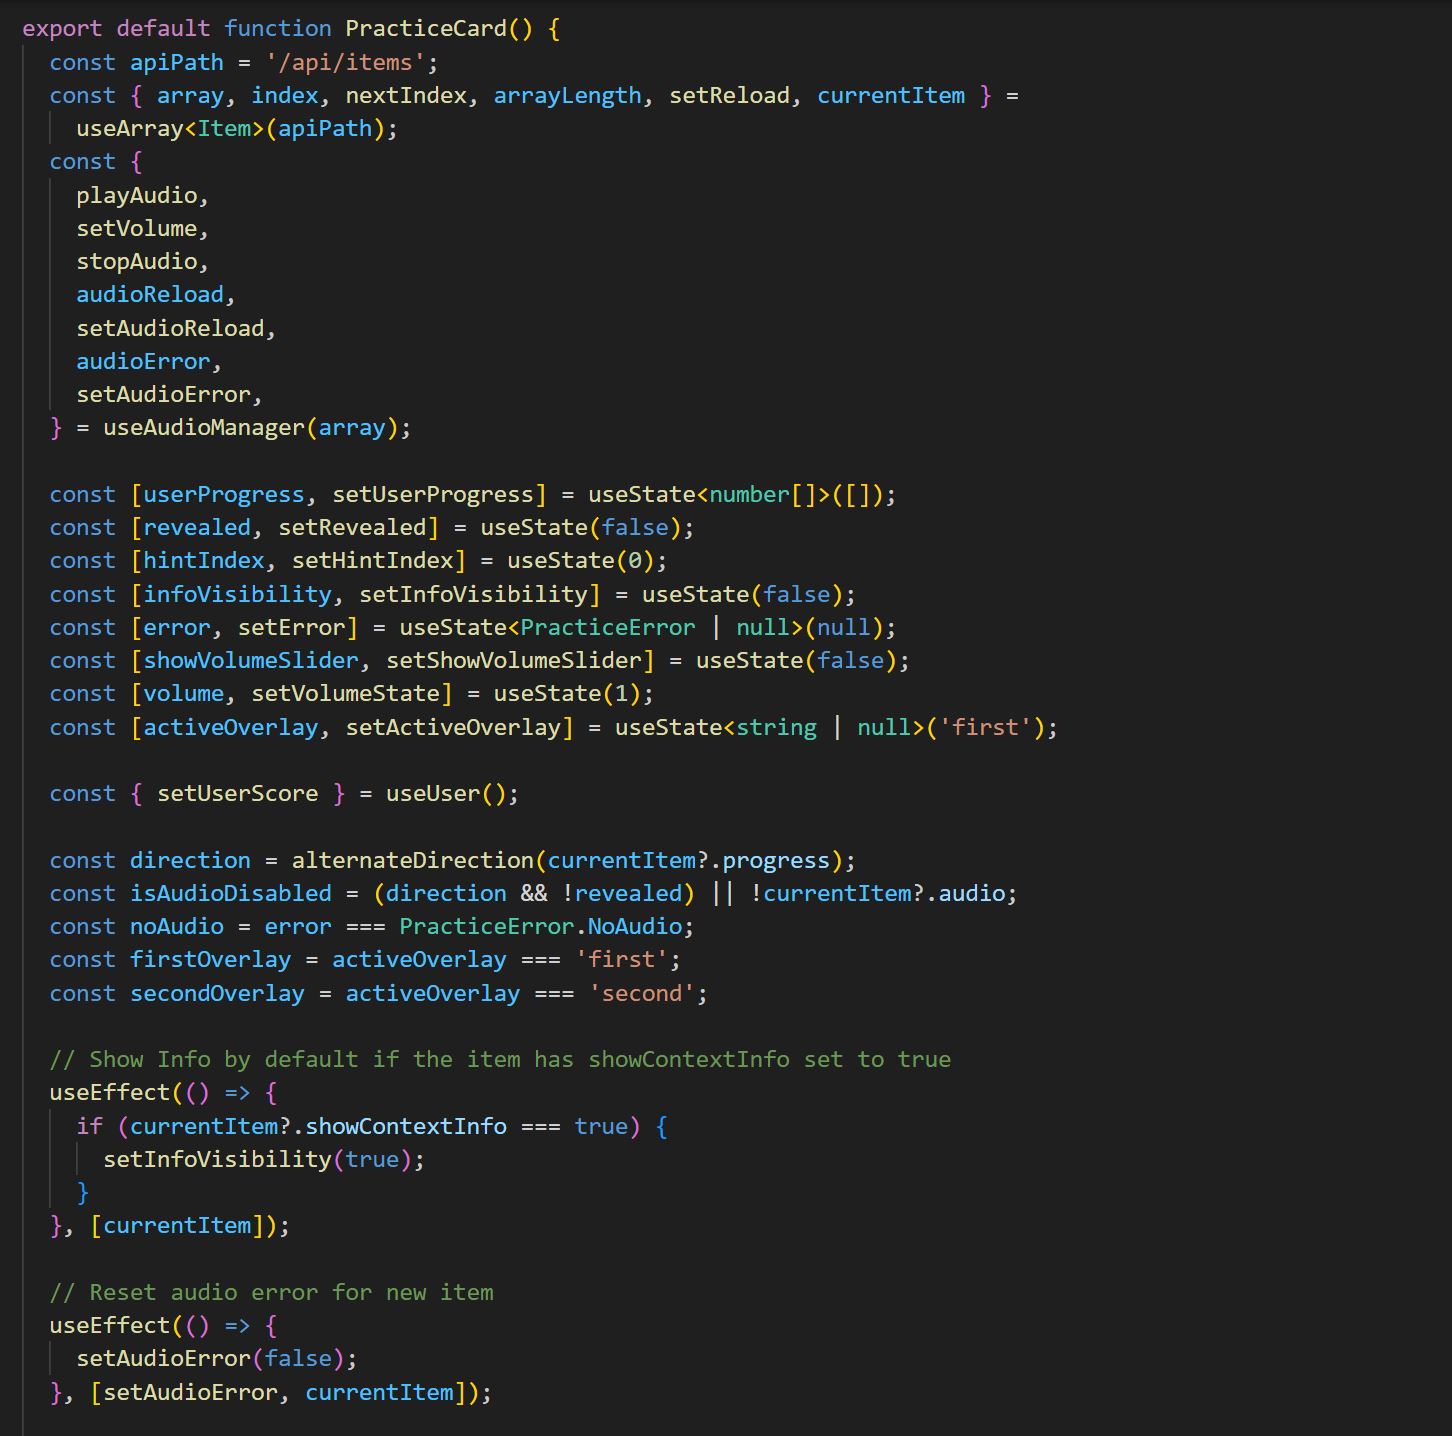 export default function PracticeCard() {
  const apiPath = '/api/items';
  const { array, index, nextIndex, arrayLength, setReload, currentItem } =
    useArray<Item>(apiPath);
  const {
    playAudio,
    setVolume,
    stopAudio,
    audioReload,
    setAudioReload,
    audioError,
    setAudioError,
  } = useAudioManager(array);

  const [userProgress, setUserProgress] = useState<number[]>([]);
  const [revealed, setRevealed] = useState(false);
  const [hintIndex, setHintIndex] = useState(0);
  const [infoVisibility, setInfoVisibility] = useState(false);
  const [error, setError] = useState<PracticeError | null>(null);
  const [showVolumeSlider, setShowVolumeSlider] = useState(false);
  const [volume, setVolumeState] = useState(1);
  const [activeOverlay, setActiveOverlay] = useState<string | null>('first');

  const { setUserScore } = useUser();

  const direction = alternateDirection(currentItem?.progress);
  const isAudioDisabled = (direction && !revealed) || !currentItem?.audio;
  const noAudio = error === PracticeError.NoAudio;
  const firstOverlay = activeOverlay === 'first';
  const secondOverlay = activeOverlay === 'second';

  // Show Info by default if the item has showContextInfo set to true
  useEffect(() => {
    if (currentItem?.showContextInfo === true) {
      setInfoVisibility(true);
    }
  }, [currentItem]);

  // Reset audio error for new item
  useEffect(() => {
    setAudioError(false);
  }, [setAudioError, currentItem]);